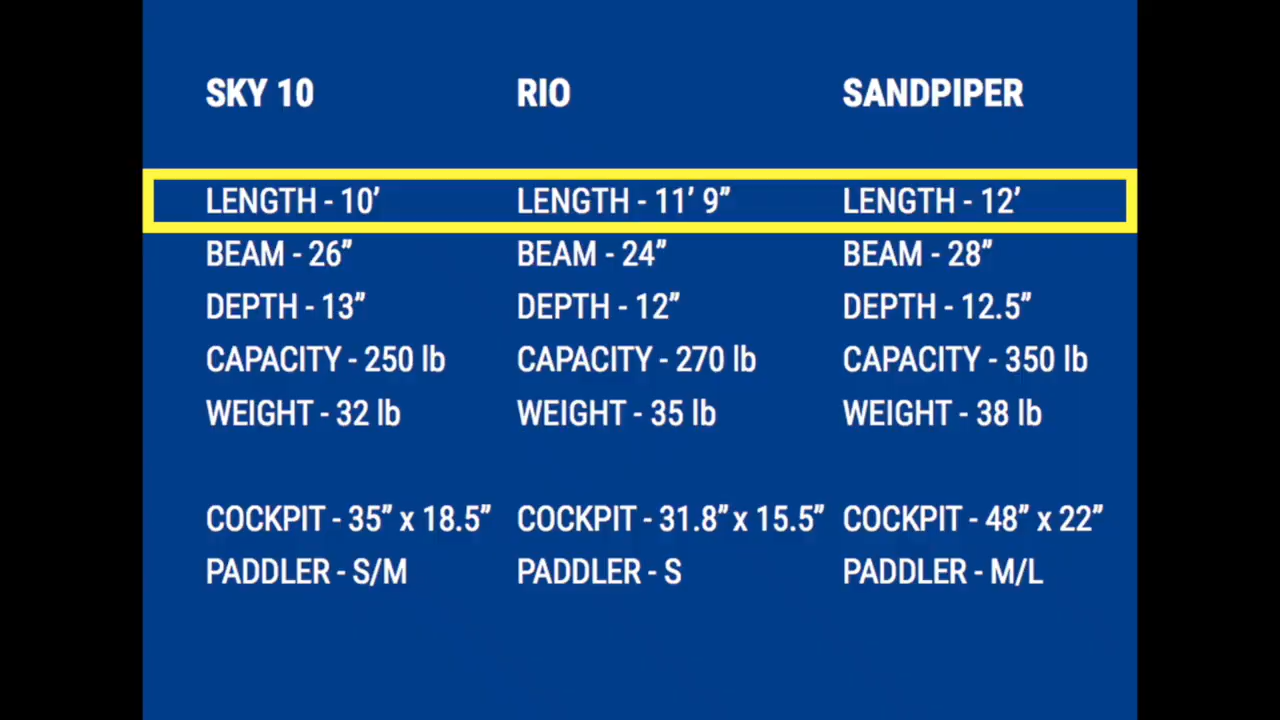 SKY 10 RIO SANDPIPER
LENGTH - 10’ LENGTH - 11’ 9” LENGTH - 12’
BEAM - 26” BEAM - 24” BEAM - 28”
DEPTH - 13” DEPTH - 12” DEPTH - 12.5”
CAPACITY - 250 lb CAPACITY - 270 lb CAPACITY - 350 lb
WEIGHT - 32 lb WEIGHT - 35 lb WEIGHT - 38 lb
COCKPIT - 35” x 18.5” COCKPIT - 31.8” x 15.5” COCKPIT - 48” x 22”
PADDLER - S/M PADDLER - S PADDLER - M/L